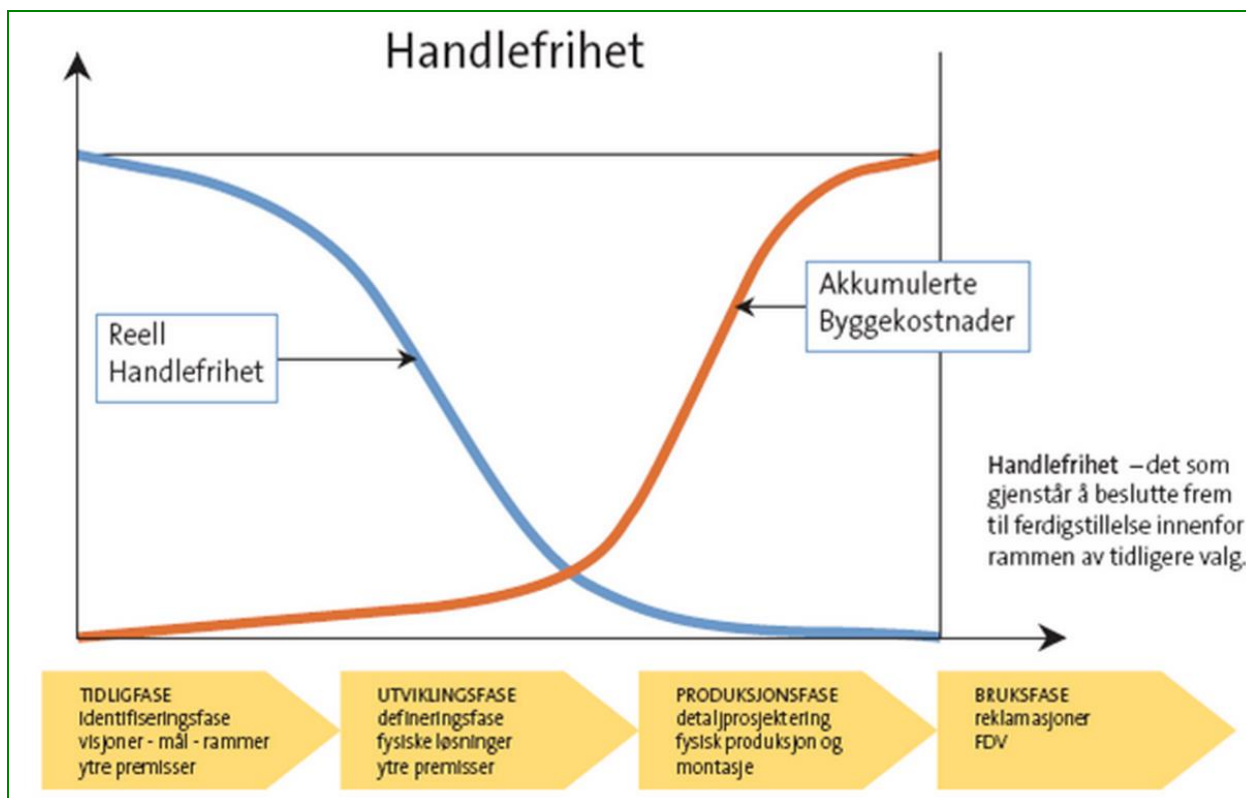 Handlefrihet
Reell
Handlefrihet
Akkumulerte
Byggekostnader
Handlefrihet – det som
gjenstår å beslutte frem
til ferdigstillelse innenfor
rammen av tidligere valg.
TIDLIGFASE
identifiseringsfase
visjoner - mål - rammer
ytre premisser
UTVIKLINGSFASE
defineringsfase
fysiske løsninger
ytre premisser
PRODUKSJONSFASE
detaljprosjektering
fysisk produksjon og
montasje
BRUKSFASE
reklamasjoner
FDV